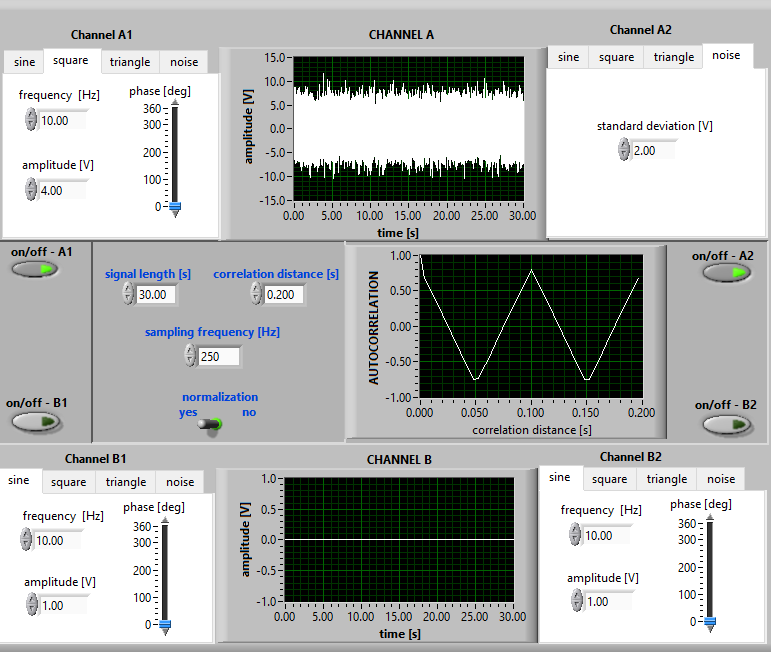 Channel A1
sine square triangle noise
frequency [Hz]
10.00
amplitude [V]
4.00
phase [deg]
360
300
200
100
0
CHANNEL A
amplitude [V]
15.0
10.0
5.0
0.0
-5.0
-10.0
-15.0
0.00 5.00 10.00 15.00 20.00 25.00 30.00
time [s]
Channel A2
sine square triangle noise
standard deviation [V]
2.00
on/off - A1
on/off - B1
signal length [s]
30.00
correlation distance [s]
0.200
sampling frequency [Hz]
250
normalization
yes no
AUTOCORRELATION
1.00
0.50
0.00
-0.50
-1.00
0.000 0.050 0.100 0.150 0.200
correlation distance [s]
on/off - A2
on/off - B2
Channel B1
sine square triangle noise
frequency [Hz]
10.00
amplitude [V]
1.00
phase [deg]
360
300
200
100
0
CHANNEL B
amplitude [V]
1.0
0.5
0.0
-0.5
-1.0
0.00 5.00 10.00 15.00 20.00 25.00 30.00
time [s]
Channel B2
sine square triangle noise
frequency [Hz]
10.00
amplitude [V]
1.00
phase [deg]
360
300
200
100
0